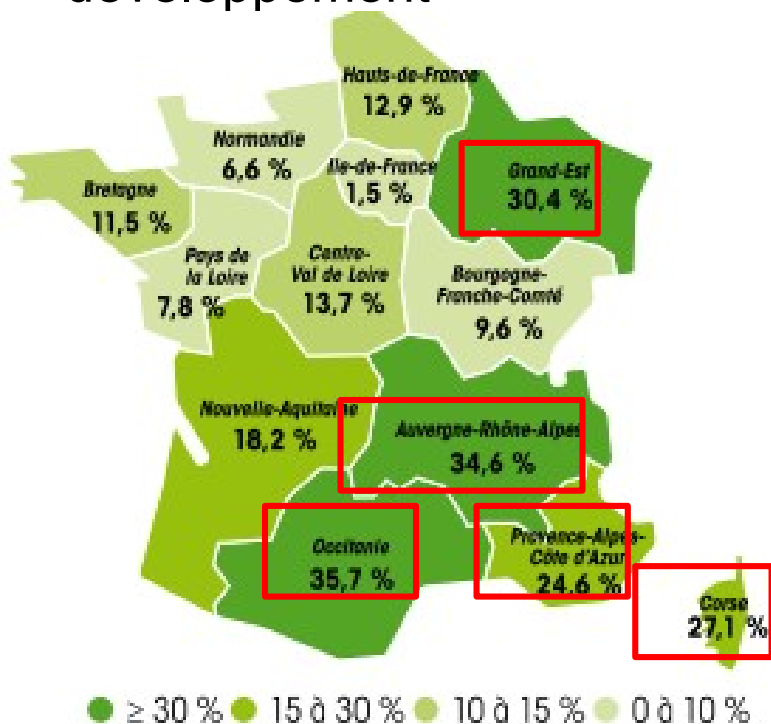 développement
Hauts-de-France
12,9 %
Normandie
6,6 %
Ile-de-France
1,5 %
Grand-Est
30,4 %
Bretagne
11,5 %
Pays de
la Loire
7,8 %
Centre-
Val de Loire
13,7 %
Bourgogne-
Franche-Comté
9,6 %
Nouvelle-Aquitaine
18,2 %
Auvergne-Rhône-Alpes
34,6 %
Occitanie
35,7 %
Provence-Alpes-
Côte d'Azur
24,6 %
Corse
27,1 %
≥ 30 % 15 à 30 % 10 à 15 % 0 à 10 %